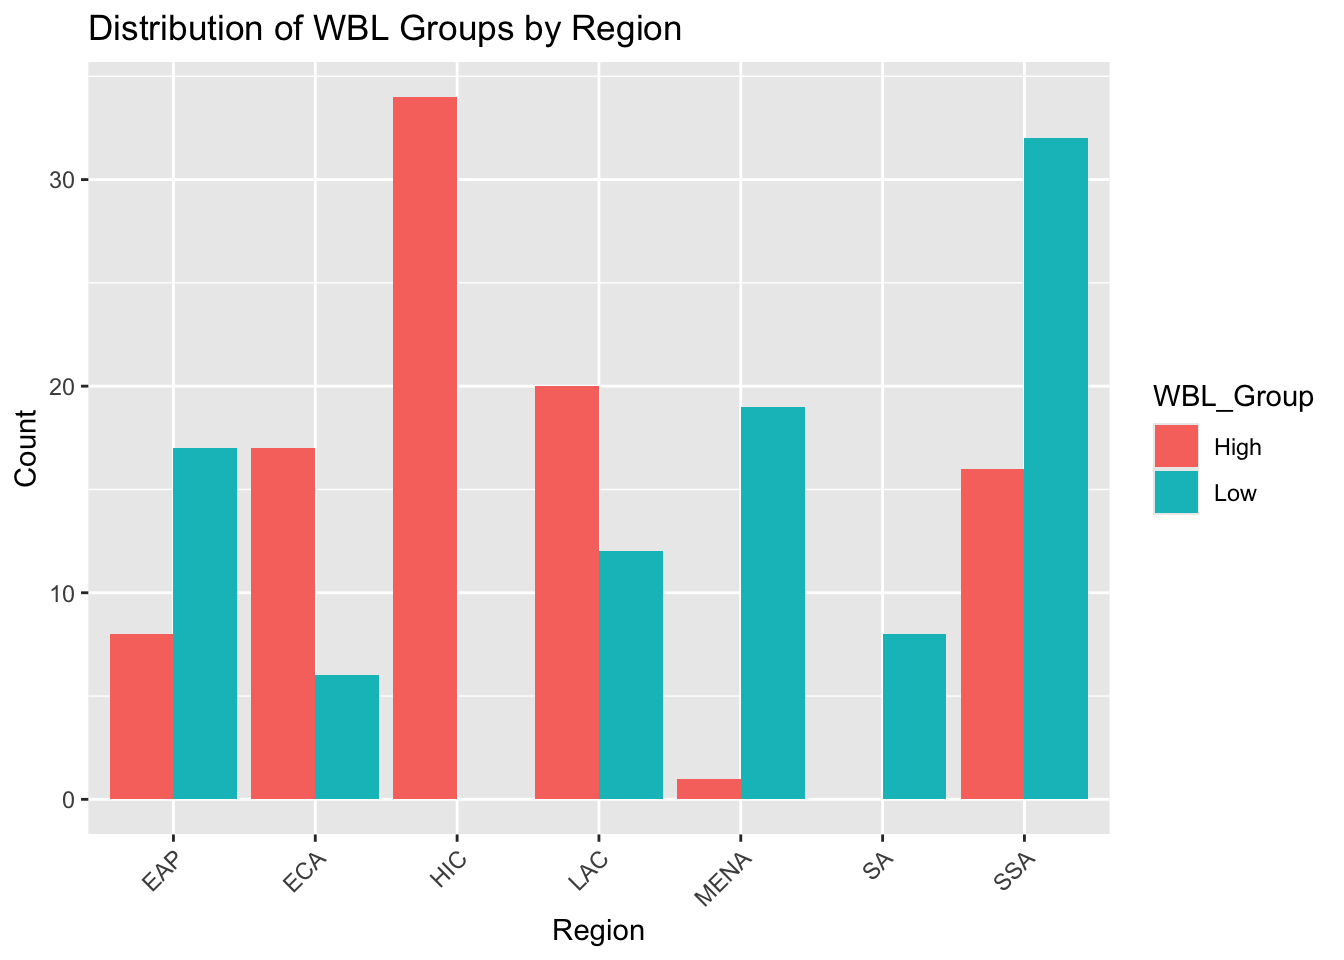 Distribution of WBL Groups by Region
Count
30
20
10
0
EAP
ECA
HIC
LAC
MENA
SA
SSA
Region
WBL_Group
High
Low